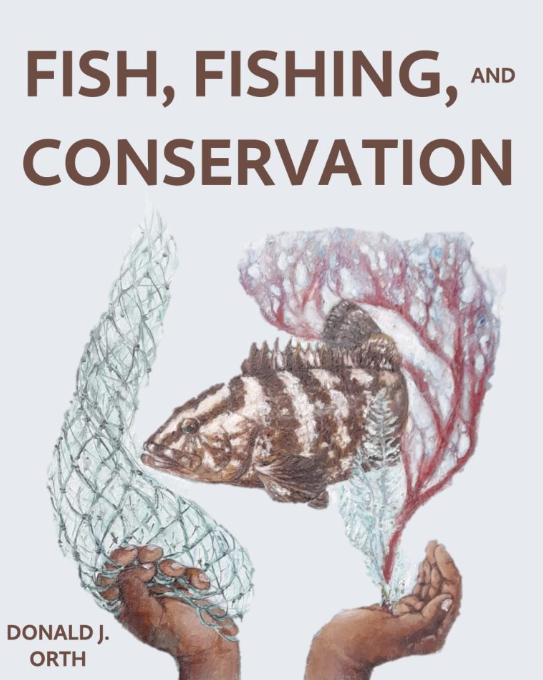 FISH, FISHING, AND
CONSERVATION
DONALD J.
ORTH